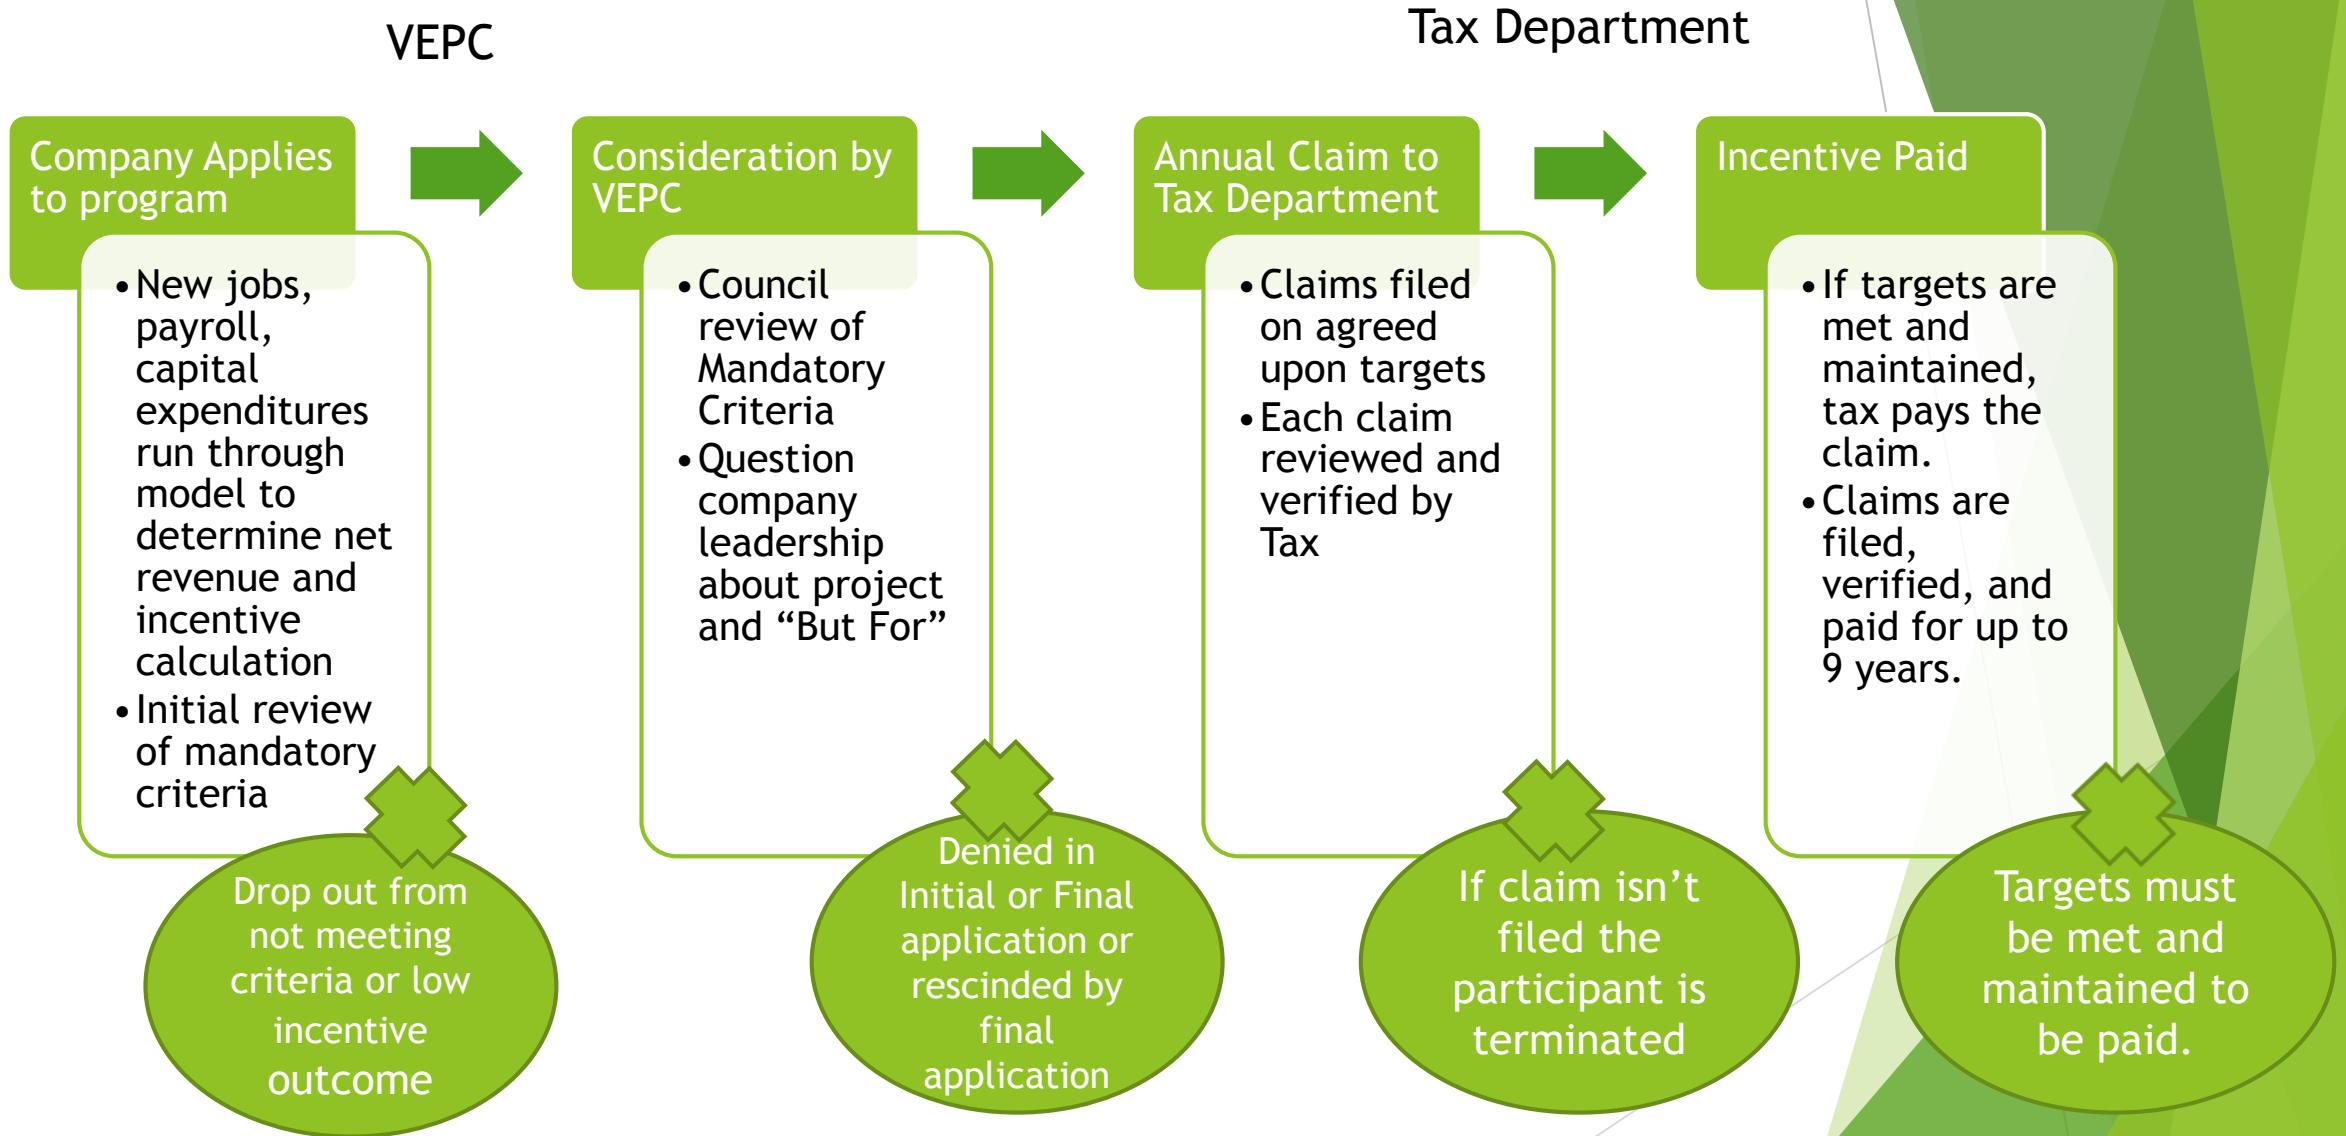 VEPC
Tax Department
Company Applies
to program
• New jobs,
payroll,
capital
expenditures
run through
model to
determine net
revenue and
incentive
calculation
• Initial review
of mandatory
criteria
Drop out from
not meeting
criteria or low
incentive
outcome
Consideration by
VEPC
• Council
review of
Mandatory
Criteria
• Question
company
leadership
about project
and “But For”
Denied in
Initial or Final
application or
rescinded by
final
application
Annual Claim to
Tax Department
• Claims filed
on agreed
upon targets
• Each claim
reviewed and
verified by
Tax
If claim isn’t
filed the
participant is
terminated
Incentive Paid
• If targets are
met and
maintained,
tax pays the
claim.
• Claims are
filed,
verified, and
paid for up to
9 years.
Targets must
be met and
maintained to
be paid.